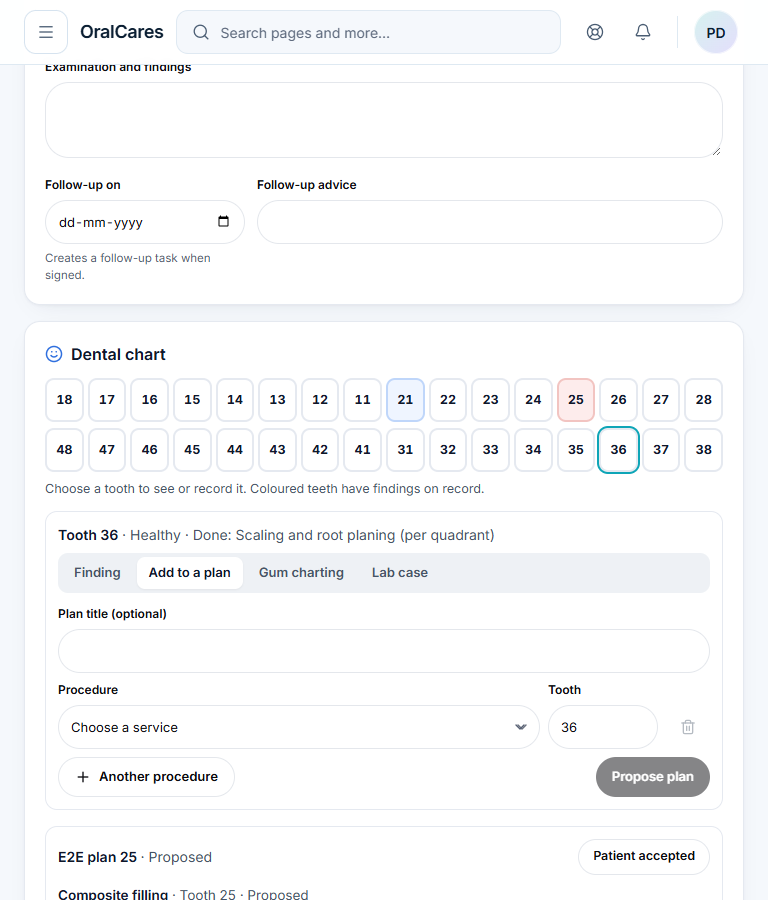 OralCares
Search pages and more...
PD
Examination and findings
Follow-up on
Follow-up advice
dd-mm-yyyy
Creates a follow-up task when
signed.
Dental chart
18 17 16 15 14 13 12 11 21 22 23 24 25 26 27 28
48 47 46 45 44 43 42 41 31 32 33 34 35 36 37 38
Choose a tooth to see or record it. Coloured teeth have findings on record.
Tooth 36 · Healthy · Done: Scaling and root planing (per quadrant)
Finding Add to a plan Gum charting Lab case
Plan title (optional)
Procedure Tooth
Choose a service 36
Another procedure Propose plan
E2E plan 25 · Proposed Patient accepted
Composite filling · Tooth 25 · Proposed